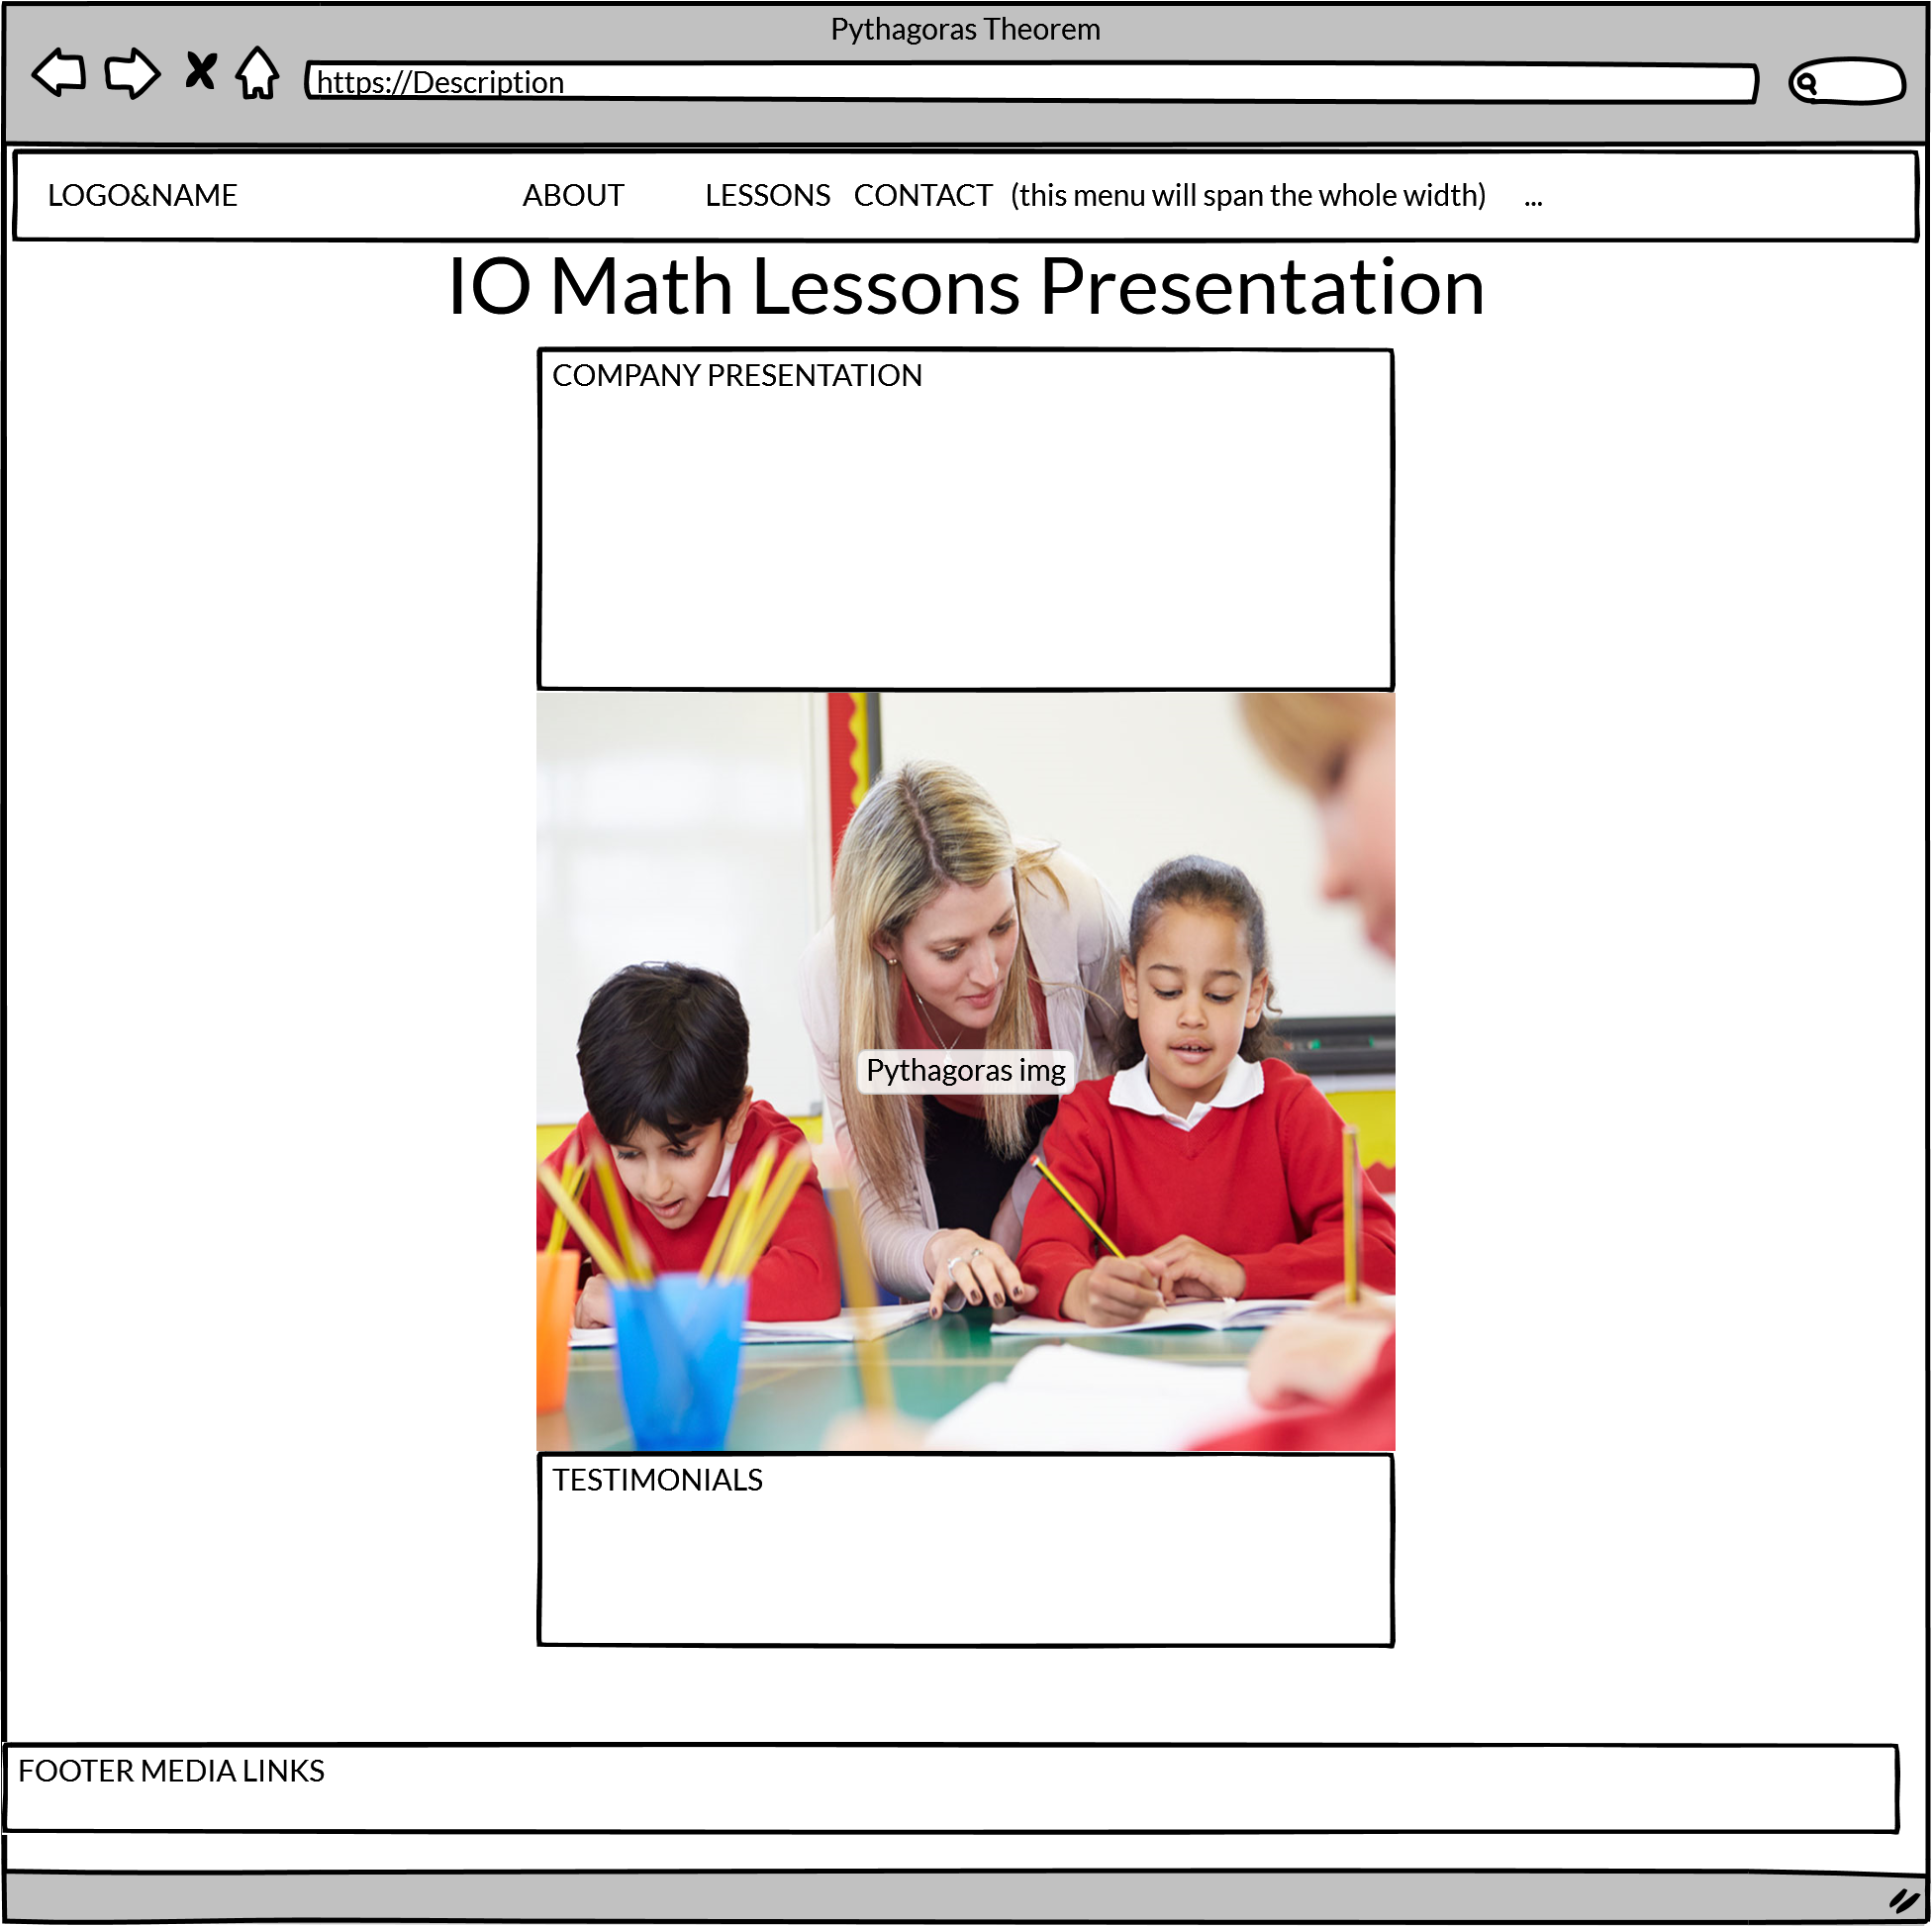 Pythagoras Theorem
https://Description
LOGO&NAME ABOUT LESSONS CONTACT (this menu will span the whole width) ...
IO Math Lessons Presentation
COMPANY PRESENTATION
Pythagoras img
TESTIMONIALS
FOOTER MEDIA LINKS